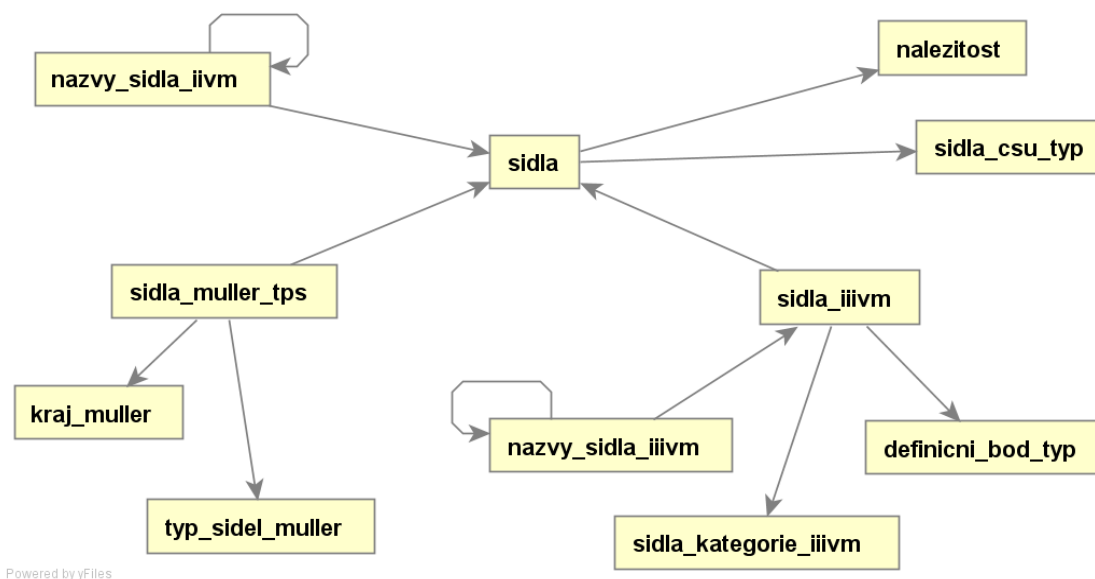 nalezitost
nazvy_sidla_iivm
sidla_csu_typ
sidla
sidla_muller_tps
sidla_iiivm
kraj_muller
nazvy_sidla_iiivm
definicni_bod_typ
typ_sidel_muller
sidla_kategorie_iiivm
Powered by yFiles